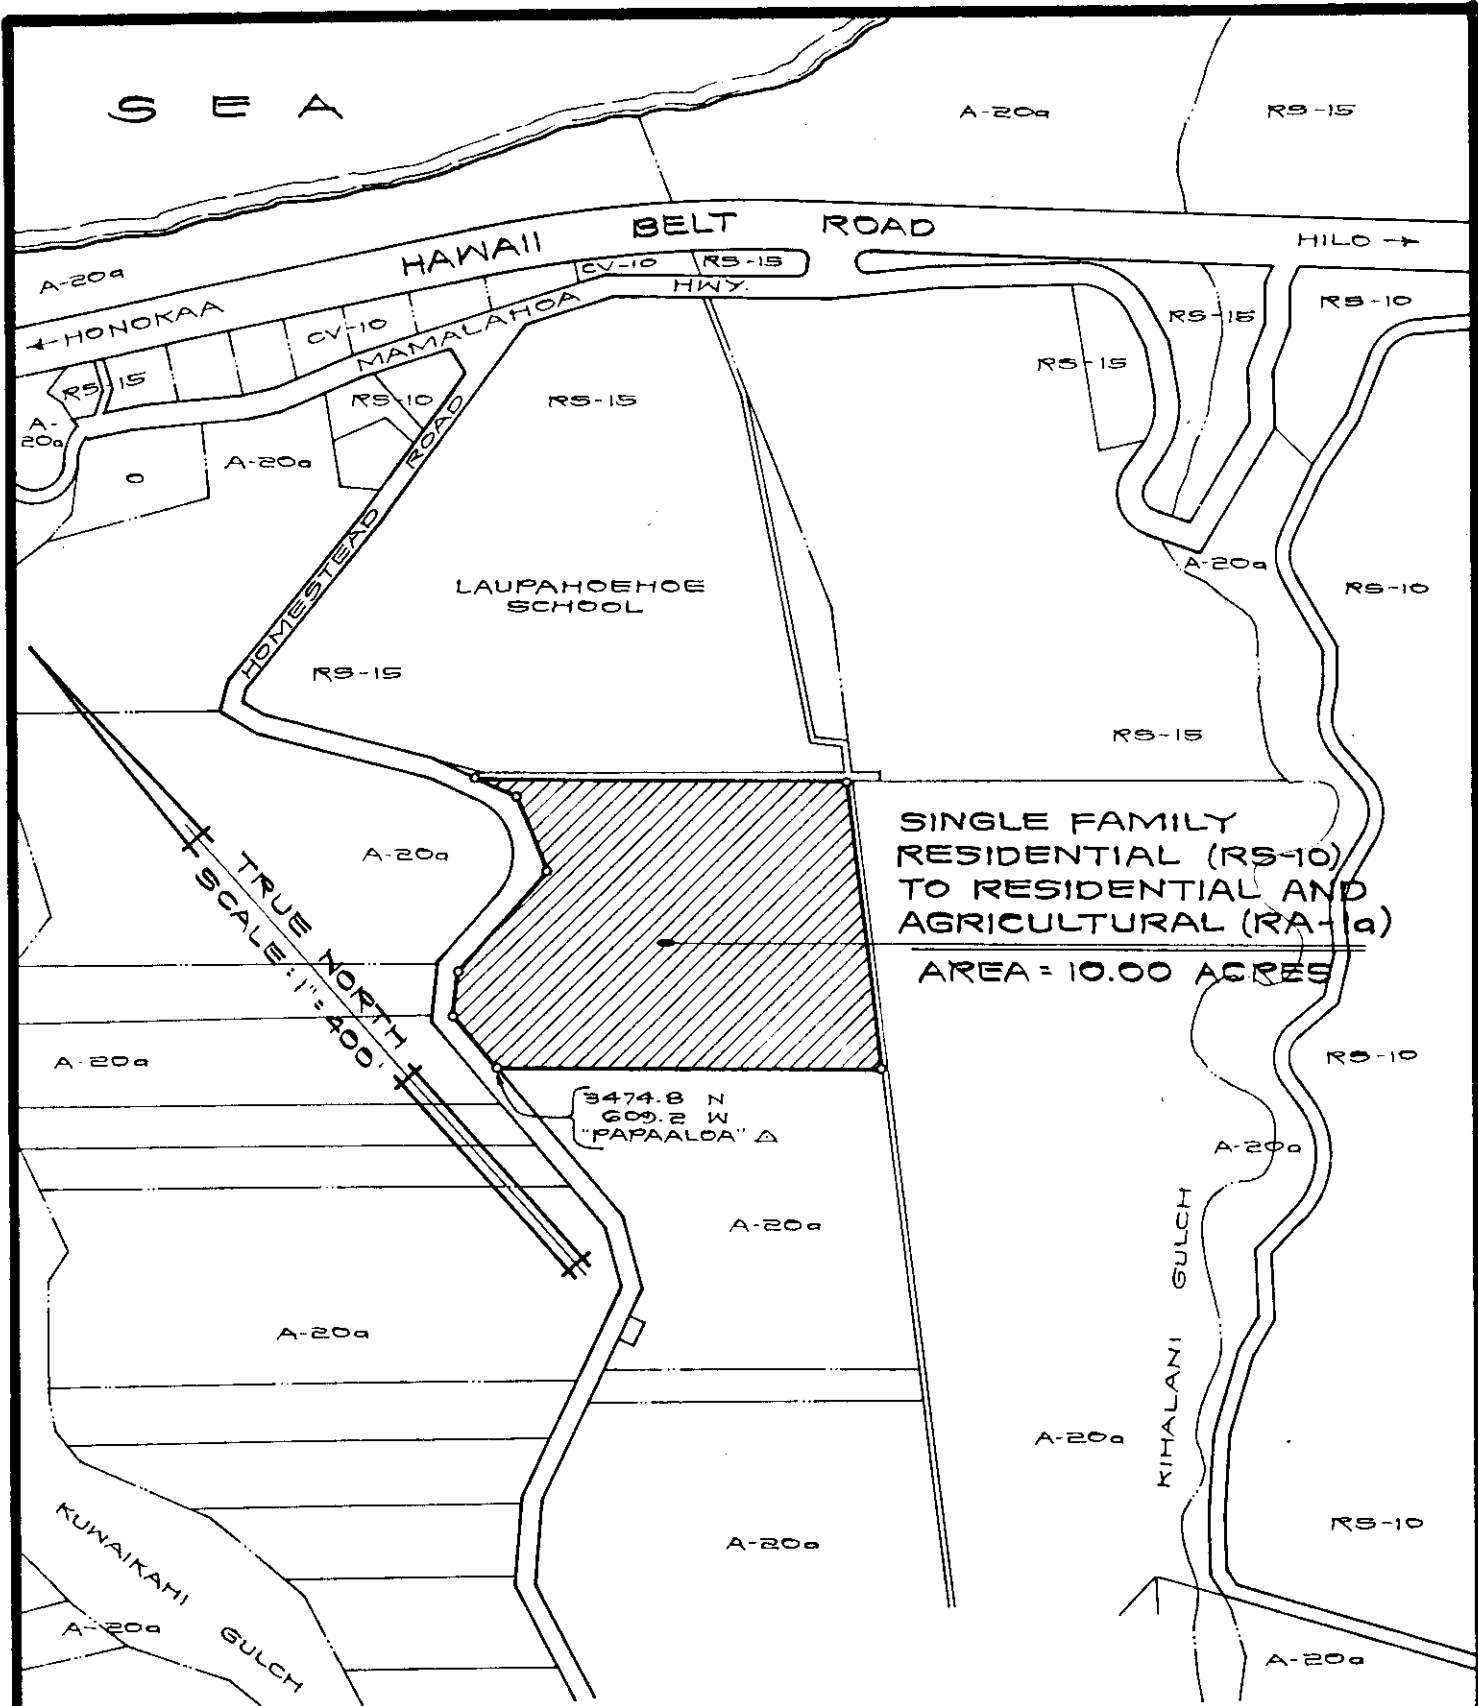 SEA
A-20a
RS-15
HAWAII BELT ROAD
HILO →
A-20a
← HONOKAA
CV-10
RS-15
MAMALAHOA HWY.
CV-10
RS-15
RS-10
RS-15
RS-15
RS-15
RS-10
A-
20a
O
A-20a
HOMESTEAD ROAD
LAUPAHOEHOE
SCHOOL
A-20a
RS-10
RS-15
RS-15
A-20a
TRUE NORTH
SCALE: 1"= 400'
SINGLE FAMILY
RESIDENTIAL (RS-10)
TO RESIDENTIAL AND
AGRICULTURAL (RA-1a)
AREA = 10.00 ACRES
A-20a
RS-10
3474.8 N
609.2 W
"PAPAALOA" △
A-20a
A-20a
KIHALANI GULCH
A-20a
A-20a
A-20a
RS-10
KUWAIKAHI GULCH
A-20a
A-20a